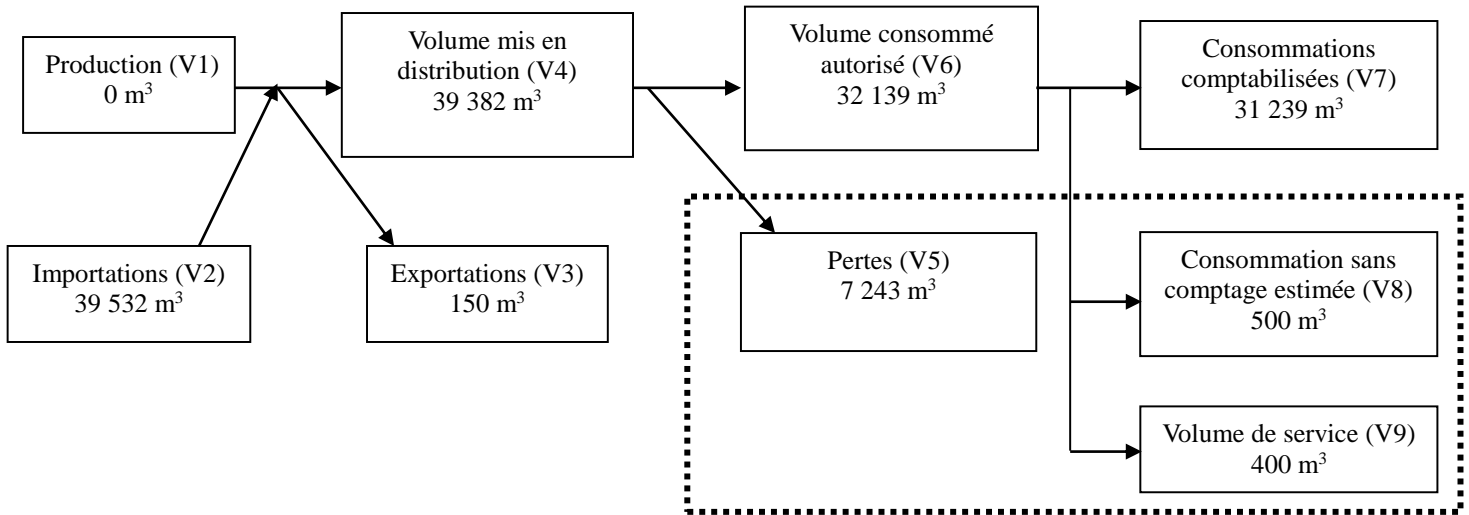 Production (V1)
0 m³
Volume mis en
distribution (V4)
39 382 m³
Volume consommé
autorisé (V6)
32 139 m³
Consommations
comptabilisées (V7)
31 239 m³
Importations (V2)
39 532 m³
Exportations (V3)
150 m³
Pertes (V5)
7 243 m³
Consommation sans
comptage estimée (V8)
500 m³
Volume de service (V9)
400 m³